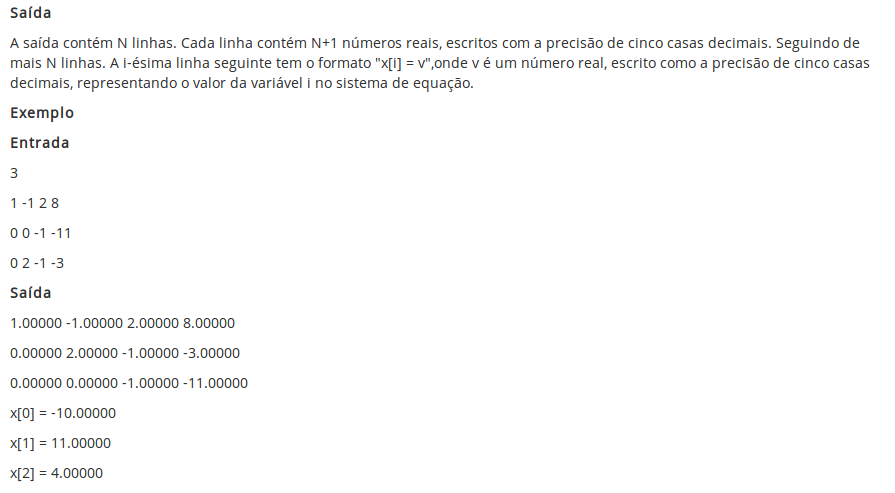 Saída
A saída contém N linhas. Cada linha contém N+1 números reais, escritos com a precisão de cinco casas decimais. Seguindo de
mais N linhas. A i-ésima linha seguinte tem o formato "x[i] = v",onde v é um número real, escrito como a precisão de cinco casas
decimais, representando o valor da variável i no sistema de equação.
Exemplo
Entrada
3
1 -1 2 8
0 0 -1 -11
0 2 -1 -3
Saída
1.00000 -1.00000 2.00000 8.00000
0.00000 2.00000 -1.00000 -3.00000
0.00000 0.00000 -1.00000 -11.00000
x[0] = -10.00000
x[1] = 11.00000
x[2] = 4.00000